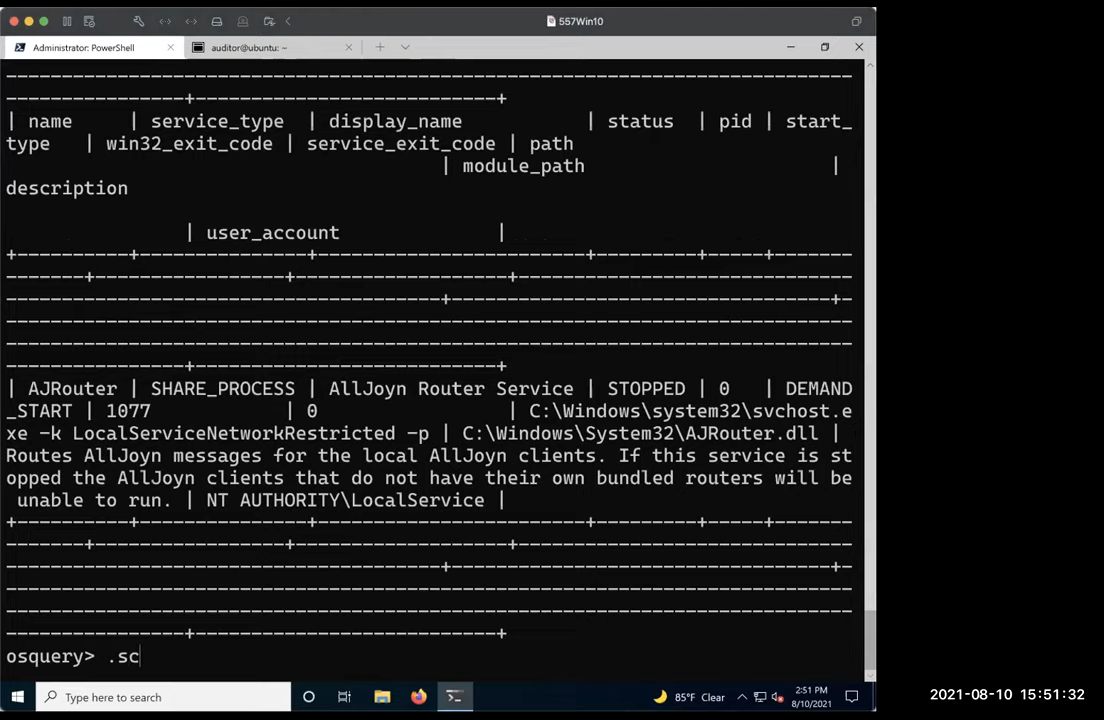 557Win10
Administrator: PowerShell
auditor@ubuntu: ~
| name | service_type | display_name | status | pid | start_
type | win32_exit_code | service_exit_code | path
| module_path |
description
| user_account |
| AJRouter | SHARE_PROCESS | AllJoyn Router Service | STOPPED | 0 | DEMAND
_START | 1077 | 0 | C:\Windows\system32\svchost.e
xe -k LocalServiceNetworkRestricted -p | C:\Windows\System32\AJRouter.dll |
Routes AllJoyn messages for the local AllJoyn clients. If this service is st
opped the AllJoyn clients that do not have their own bundled routers will be
unable to run. | NT AUTHORITY\LocalService |
osquery> .sc
Type here to search
85°F Clear
2:51 PM
8/10/2021
2021-08-10 15:51:32